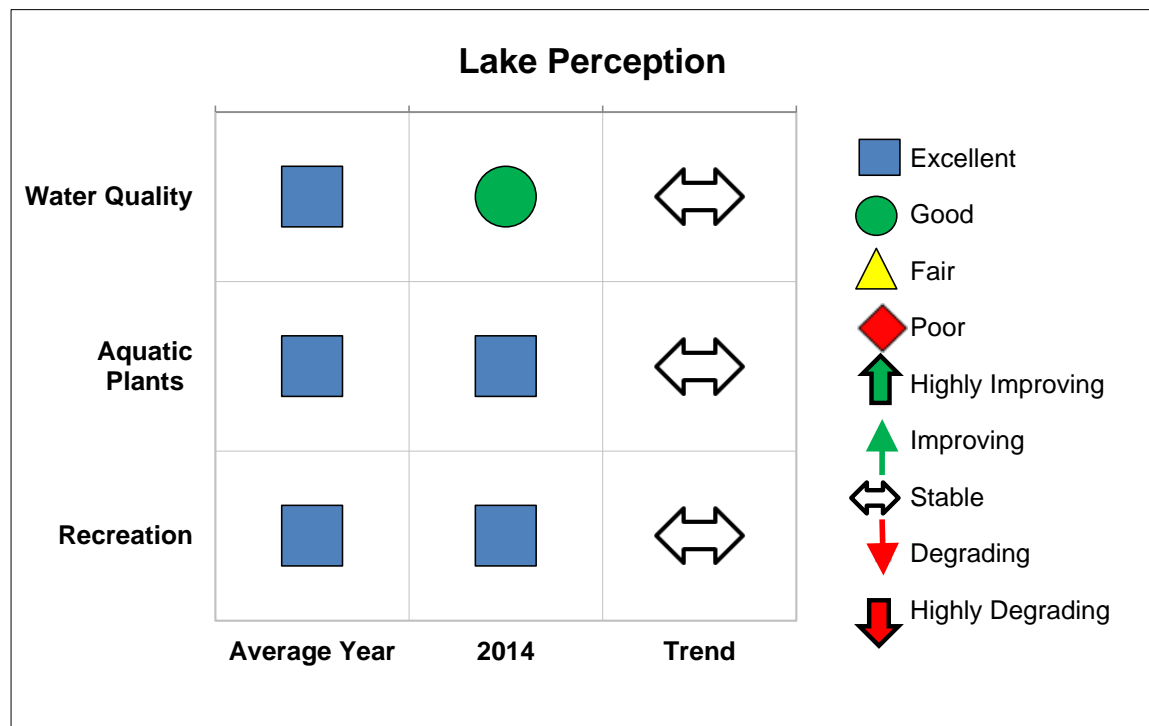 Lake Perception
Water Quality
Aquatic
Plants
Recreation
Average Year
2014
Trend
Excellent
Good
Fair
Poor
Highly Improving
Improving
Stable
Degrading
Highly Degrading